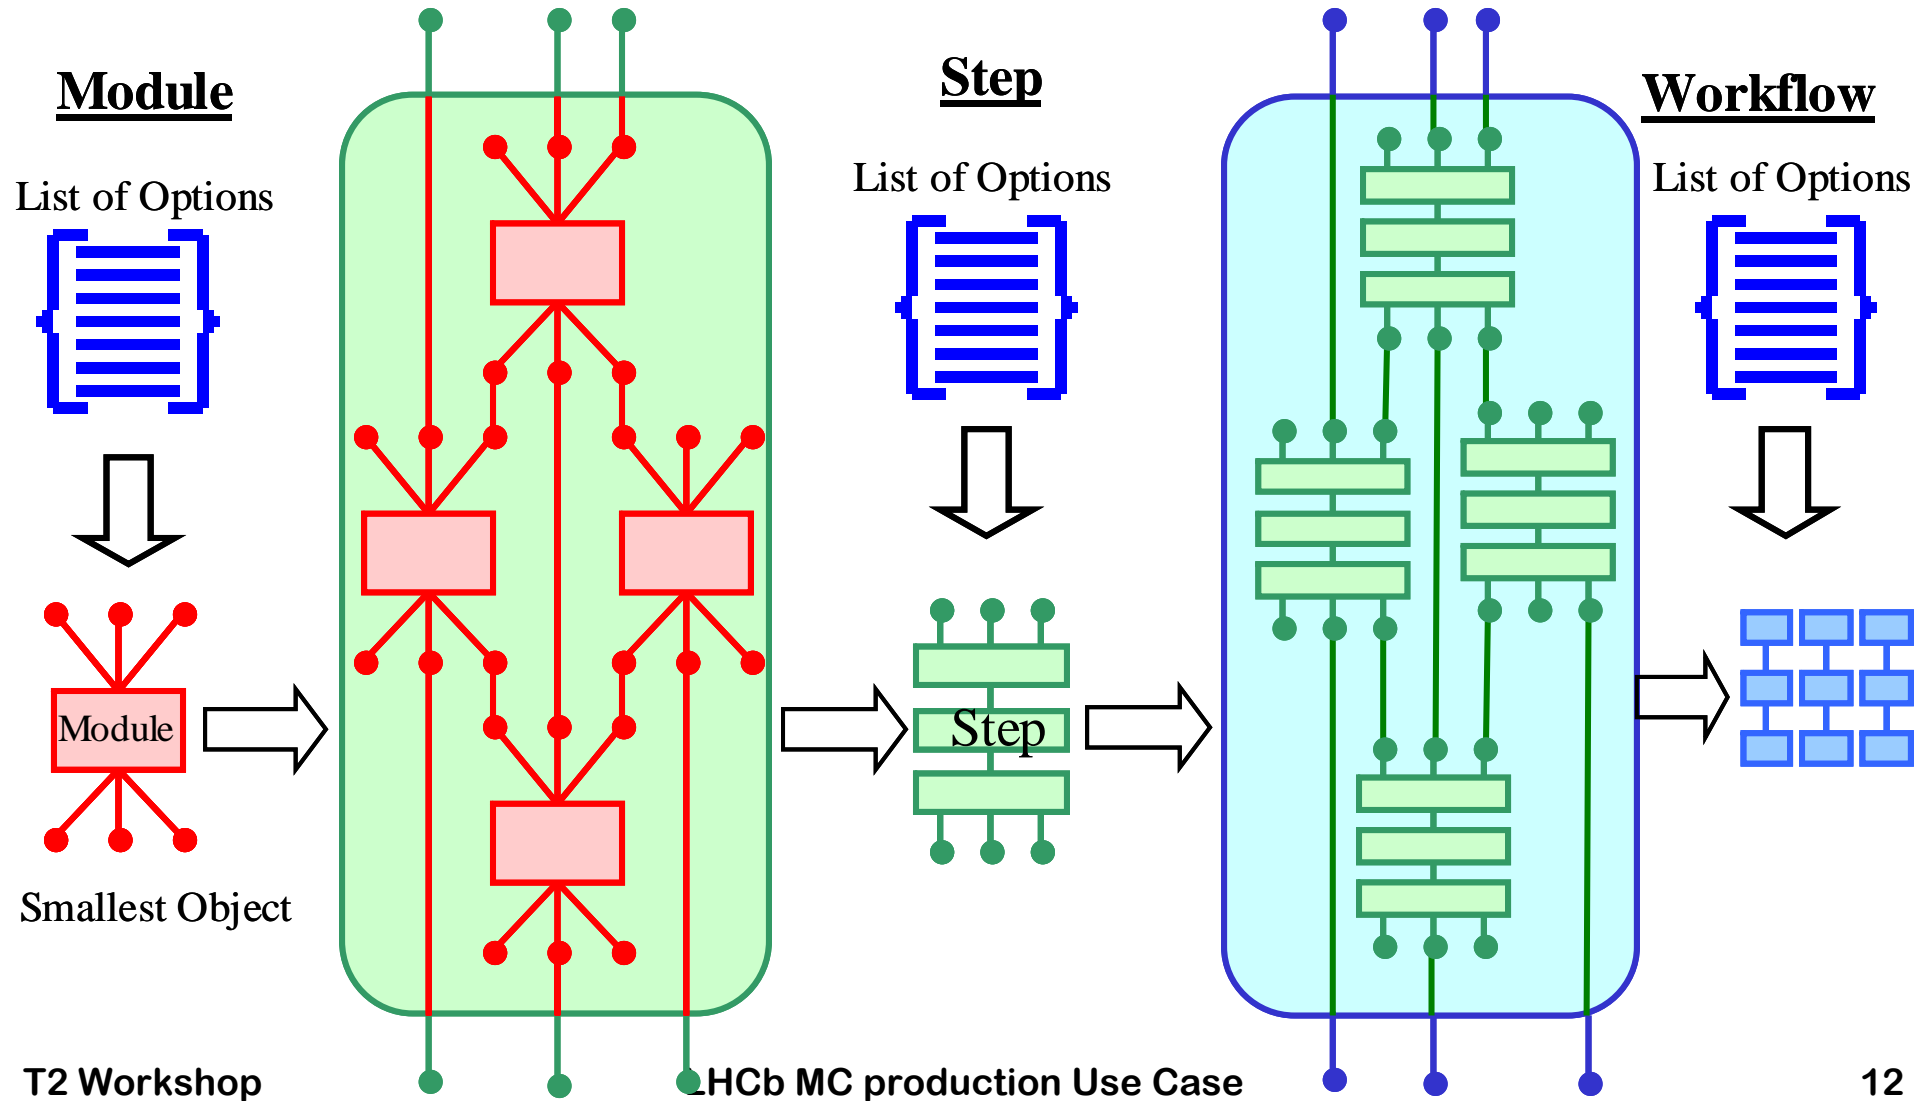 Module
Step
Workflow
List of Options
List of Options
List of Options
Module
Step
Smallest Object
T2 Workshop
LHCb MC production Use Case
12